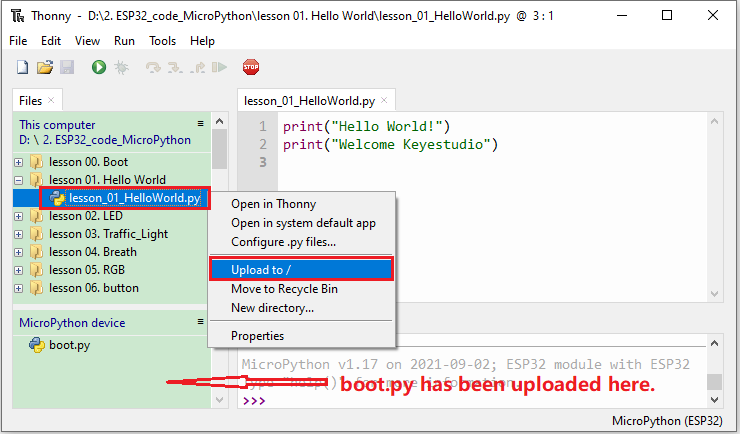 Thonny - D:\2. ESP32_code_MicroPython\lesson 01. Hello World\lesson_01_HelloWorld.py @ 3 : 1
File Edit View Run Tools Help
STOP
Files ×
lesson_01_HelloWorld.py ×
This computer
D: \ 2. ESP32_code_MicroPython
lesson 00. Boot
lesson 01. Hello World
lesson_01_HelloWorld.py
lesson 02. LED
lesson 03. Traffic_Light
lesson 04. Breath
lesson 05. RGB
lesson 06. button
1 print("Hello World!")
2 print("Welcome Keyestudio")
3
Open in Thonny
Open in system default app
Configure .py files...
Upload to /
Move to Recycle Bin
New directory...
Properties
MicroPython device
boot.py
MicroPython v1.17 on 2021-09-02; ESP32 module with ESP32
boot.py has been uploaded here.
>>>
MicroPython (ESP32)